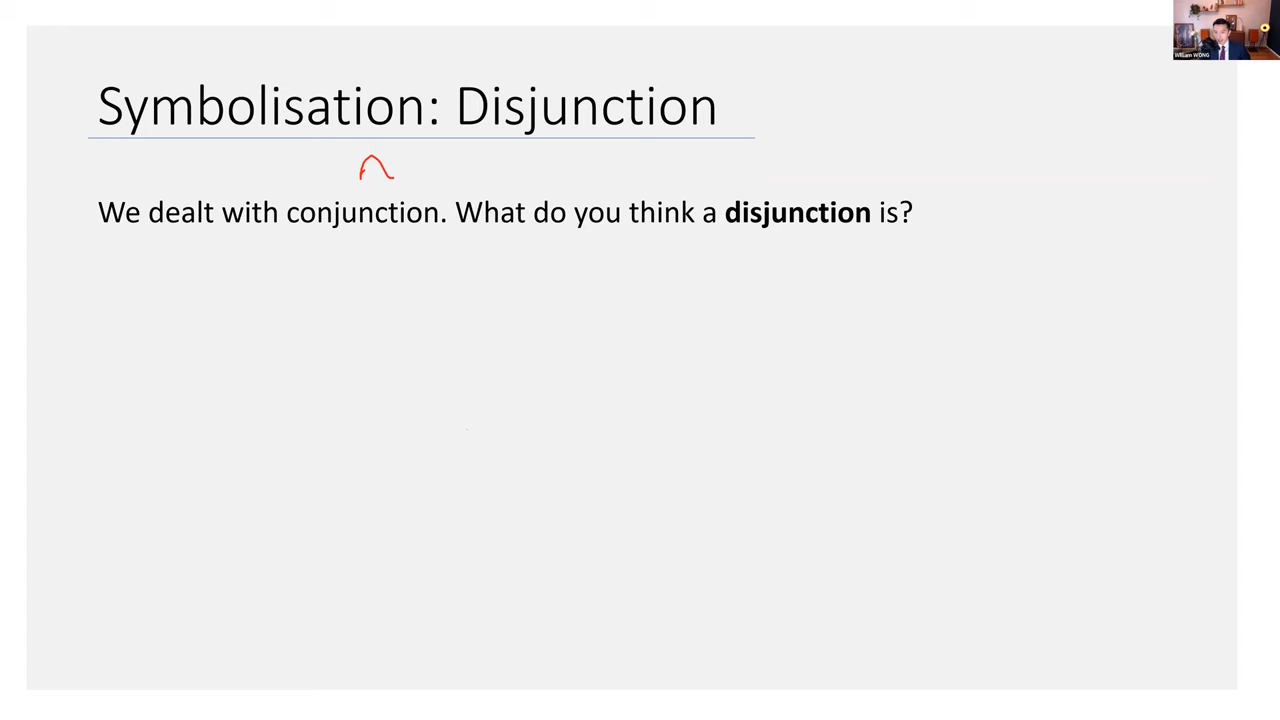 William WONG
Symbolisation: Disjunction
∧
We dealt with conjunction. What do you think a disjunction is?